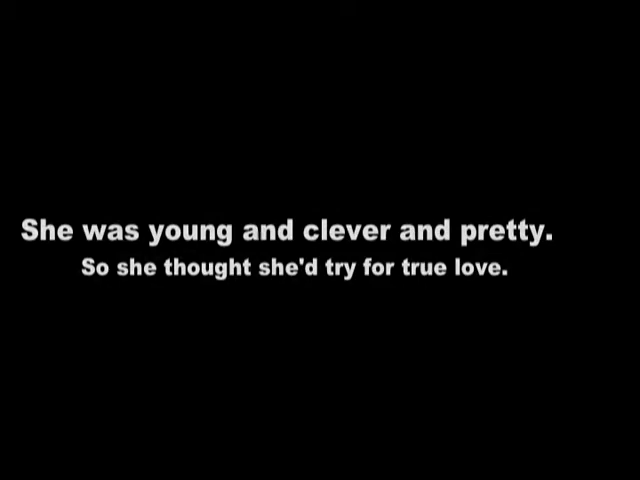 She was young and clever and pretty.
So she thought she'd try for true love.